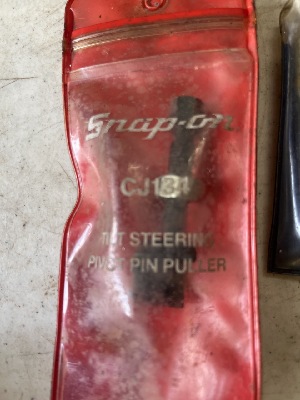 Snap-on
TILT STEERING
PIVOT PIN PULLER